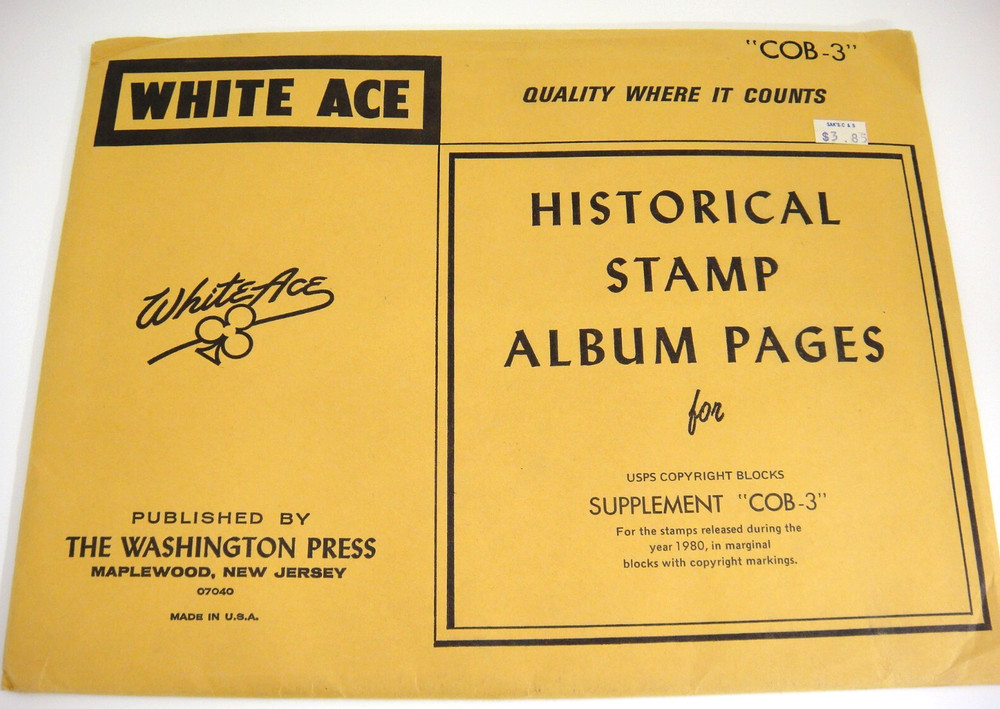 "COB-3"
WHITE ACE
QUALITY WHERE IT COUNTS
$3.85
HISTORICAL
STAMP
ALBUM PAGES
for
USPS COPYRIGHT BLOCKS
SUPPLEMENT "COB-3"
For the stamps released during the
year 1980, in marginal
blocks with copyright markings.
White Ace
PUBLISHED BY
THE WASHINGTON PRESS
MAPLEWOOD, NEW JERSEY
07040
MADE IN U.S.A.